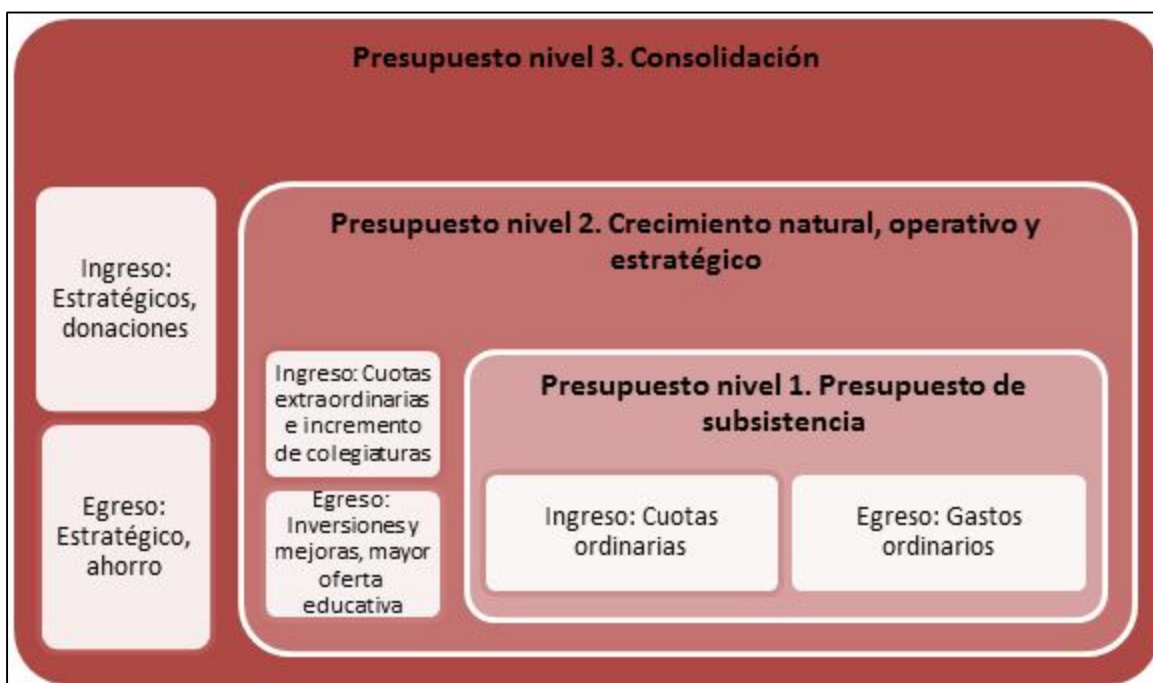 Presupuesto nivel 3. Consolidación
Ingreso:
Estratégicos,
donaciones
Egreso:
Estratégico,
ahorro
Presupuesto nivel 2. Crecimiento natural, operativo y
estratégico
Ingreso: Cuotas
extraordinarias
e incremento
de colegiaturas
Egreso:
Inversiones y
mejoras, mayor
oferta
educativa
Presupuesto nivel 1. Presupuesto de
subsistencia
Ingreso: Cuotas
ordinarias
Egreso: Gastos
ordinarios